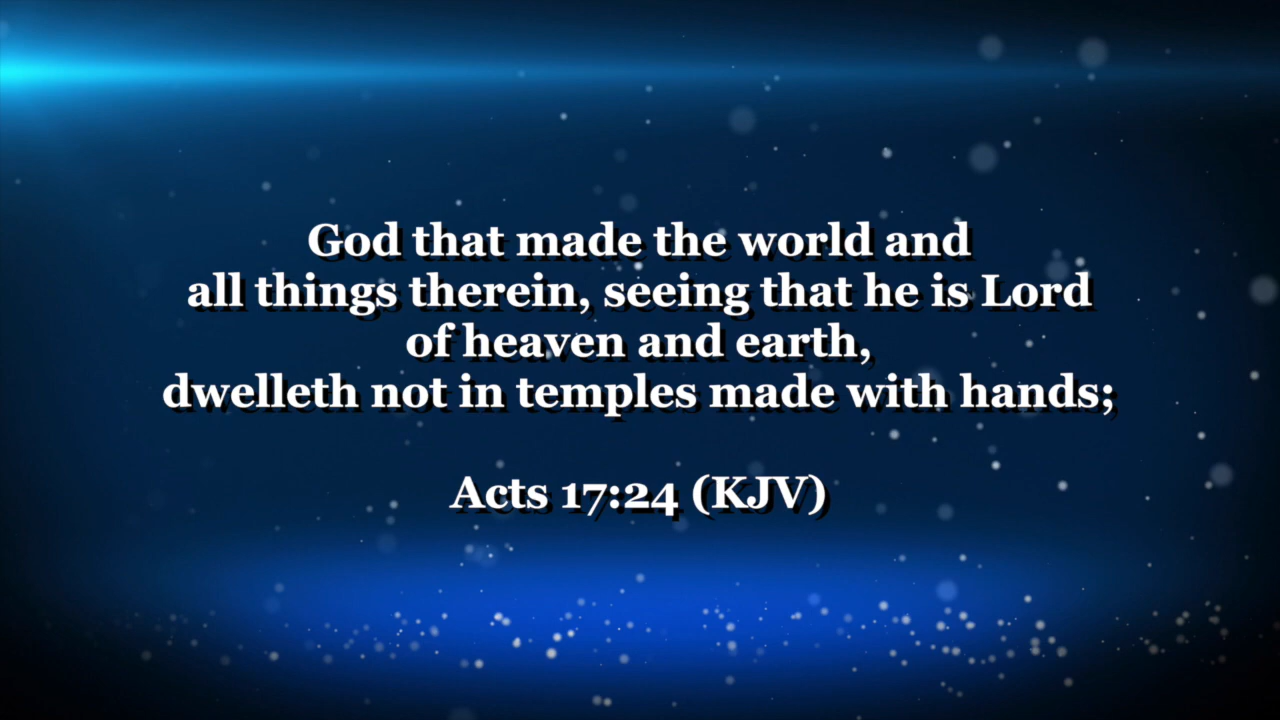 God that made the world and
all things therein, seeing that he is Lord
of heaven and earth,
dwelleth not in temples made with hands;
Acts 17:24 (KJV)